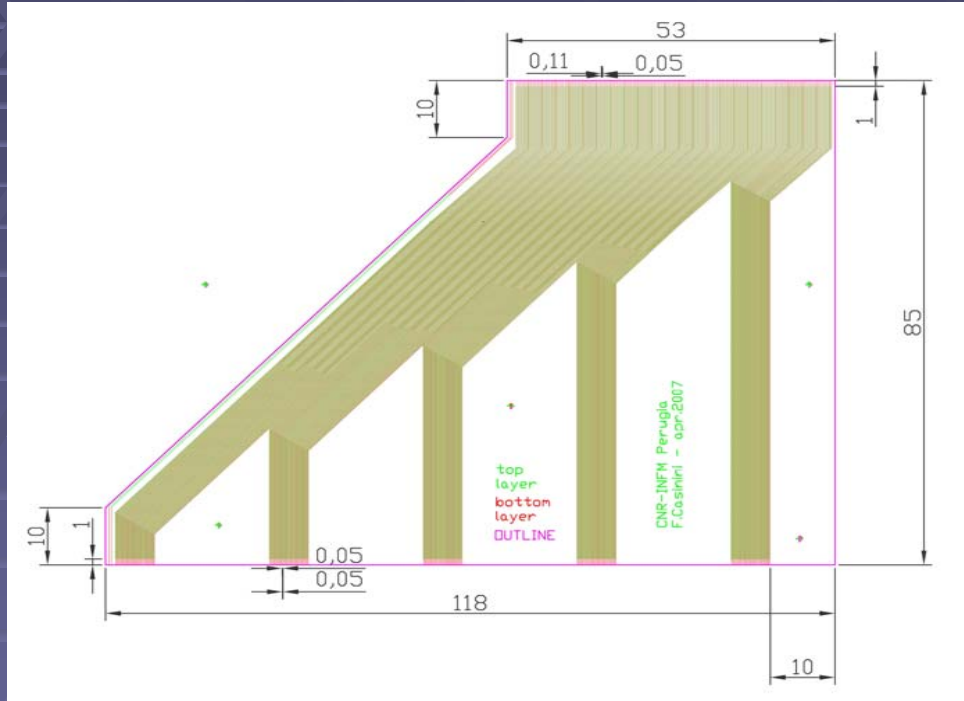 53
0,11
0,05
10
1
85
CNR-INFM Perugia
F.Casinini - apr.2007
top
layer
bottom
layer
OUTLINE
10
1
0,05
0,05
118
10